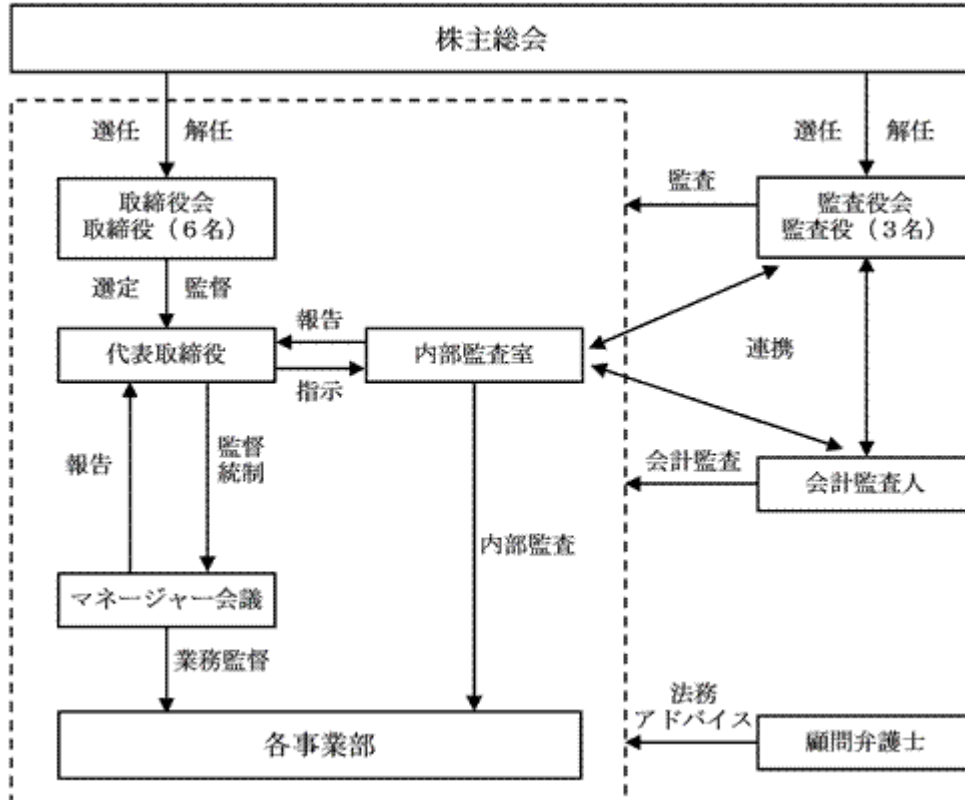 株主総会
選任 解任
選任 解任
取締役会
取締役（6名）
監査
監査役会
監査役（3名）
選定 監督
報告
代表取締役
内部監査室
連携
指示
報告
監督
統制
会計監査
会計監査人
内部監査
マネージャー会議
業務監督
法務
アドバイス
各事業部
顧問弁護士